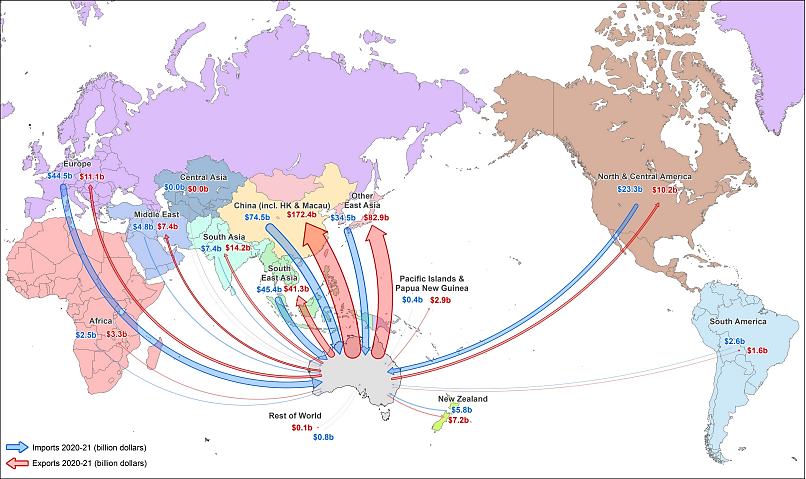 Europe
$44.5b $11.1b
Central Asia
$0.0b $0.0b
China (incl. HK & Macau)
$74.5b $172.4b
Other
East Asia
$34.5b $82.9b
North & Central America
$23.3b $10.2b
Middle East
$4.8b $7.4b
South Asia
$7.4b $14.2b
South
East Asia
$45.4b $41.3b
Pacific Islands &
Papua New Guinea
$0.4b $2.9b
Africa
$2.5b $3.3b
South America
$2.6b
$1.6b
New Zealand
$5.8b
$7.2b
Rest of World
$0.1b
$0.8b
Imports 2020-21 (billion dollars)
Exports 2020-21 (billion dollars)